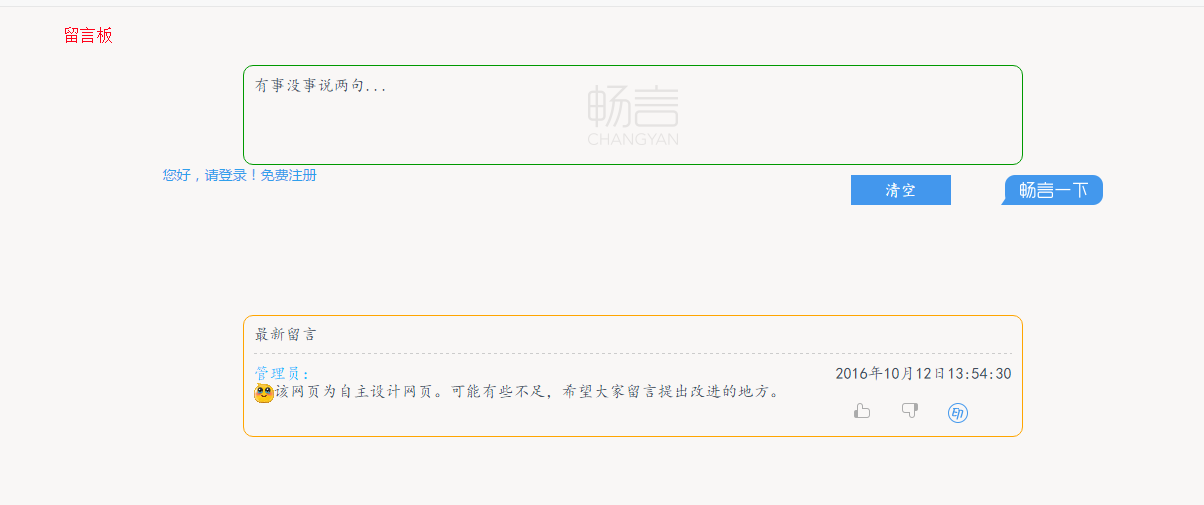 留言板
有事没事说两句...
畅言
CHANGYAN
您好，请登录！免费注册
清空
畅言一下
最新留言
管理员：
2016年10月12日13:54:30
该网页为自主设计网页。可能有些不足，希望大家留言提出改进的地方。
印